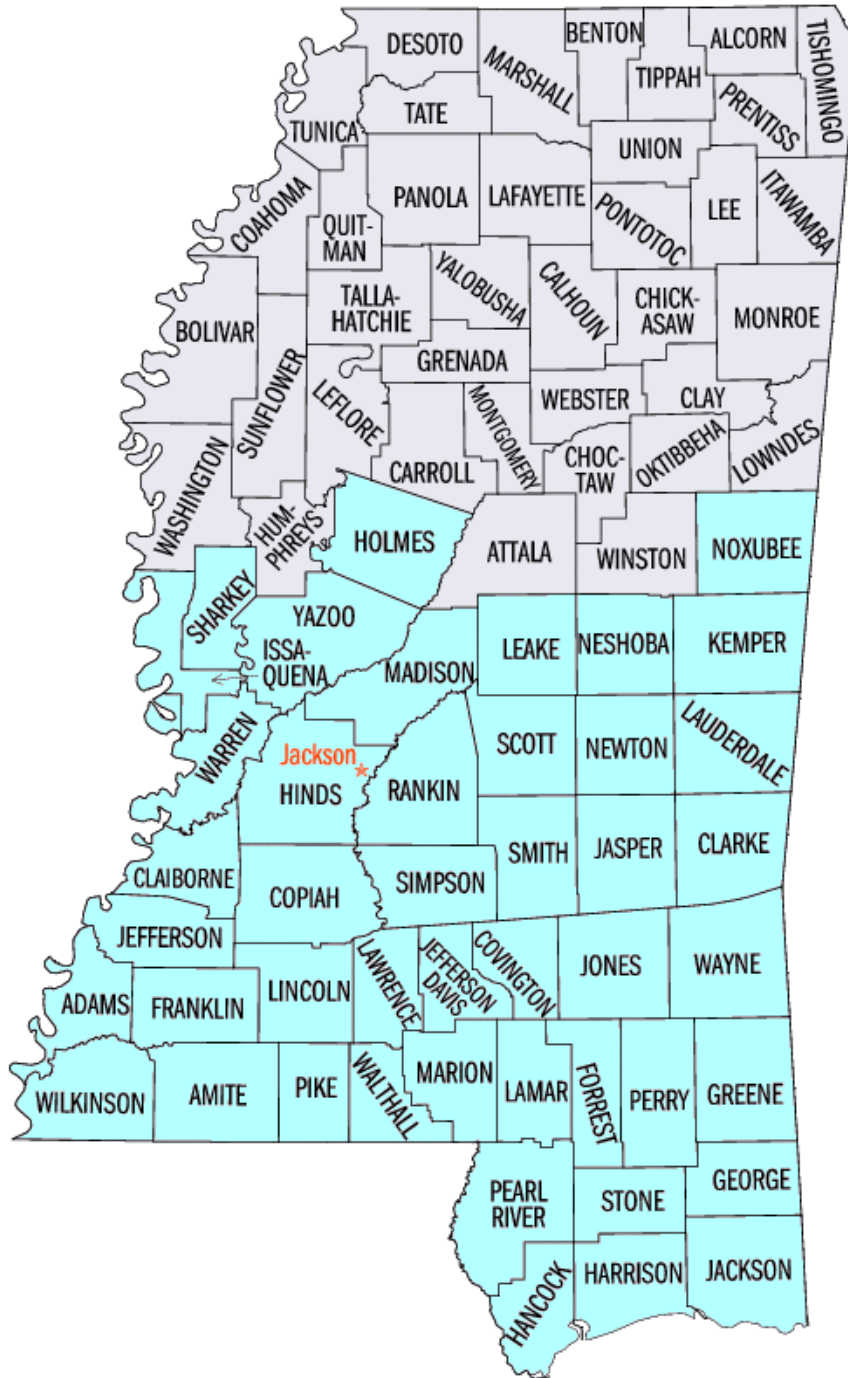 BENTON
ALCORN
TISHOMINGO
DESOTO
MARSHALL
TIPPAH
PRENTISS
TATE
TUNICA
UNION
COAHOMA
PANOLA
LAFAYETTE
PONTOTOC
LEE
ITAWAMBA
QUIT-
MAN
YALOBUSHA
CALHOUN
TALLA-
HATCHIE
CHICK-
ASAW
MONROE
BOLIVAR
GRENADA
SUNFLOWER
LEFLORE
MONTGOMERY
WEBSTER
CLAY
WASHINGTON
CARROLL
CHOC-
TAW
OKTIBBEHA
LOWNDES
HUM-
PHREYS
HOLMES
ATTALA
WINSTON
NOXUBEE
SHARKEY
YAZOO
ISSA-
QUENA
MADISON
LEAKE
NESHOBA
KEMPER
WARREN
Jackson
HINDS
RANKIN
SCOTT
NEWTON
LAUDERDALE
CLAIBORNE
COPIAH
SIMPSON
SMITH
JASPER
CLARKE
JEFFERSON
LAWRENCE
JEFFERSON
DAVIS
COVINGTON
JONES
WAYNE
ADAMS
FRANKLIN
LINCOLN
WILKINSON
AMITE
PIKE
WALTHALL
MARION
LAMAR
FORREST
PERRY
GREENE
PEARL
RIVER
STONE
GEORGE
HANCOCK
HARRISON
JACKSON